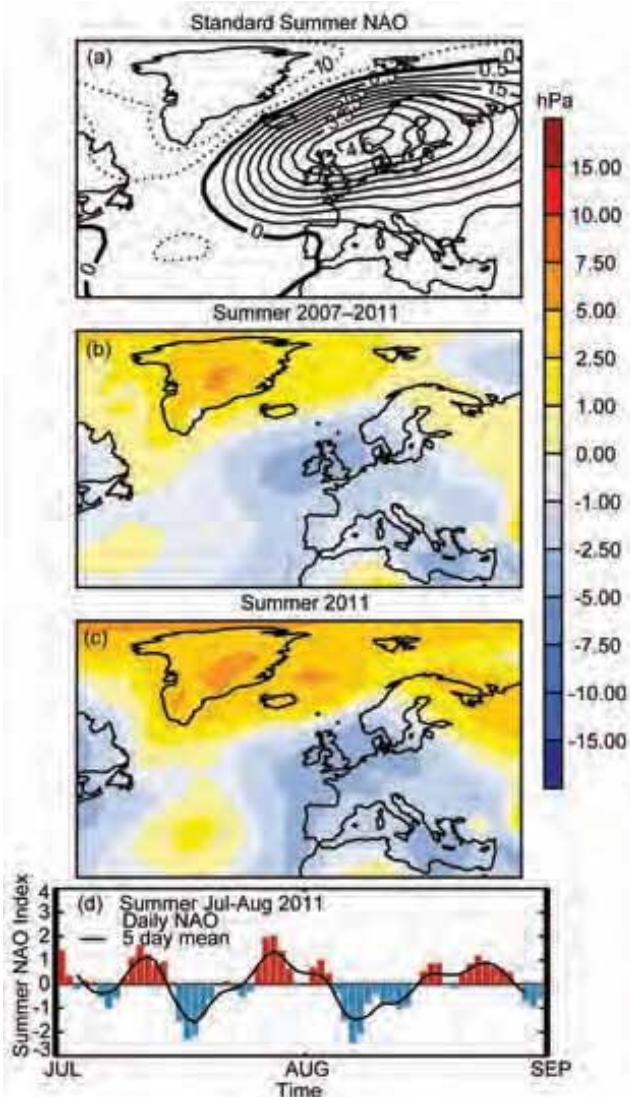 Standard Summer NAO
(a)
-10
0
0.5
15
0
0
hPa
15.00
10.00
7.50
5.00
2.50
1.00
0.00
-1.00
-2.50
-5.00
-7.50
-10.00
-15.00
Summer 2007–2011
(b)
Summer 2011
(c)
(d) Summer Jul-Aug 2011
Daily NAO
5 day mean
Summer NAO Index
4
3
2
1
0
-1
-2
-3
JUL AUG SEP
Time